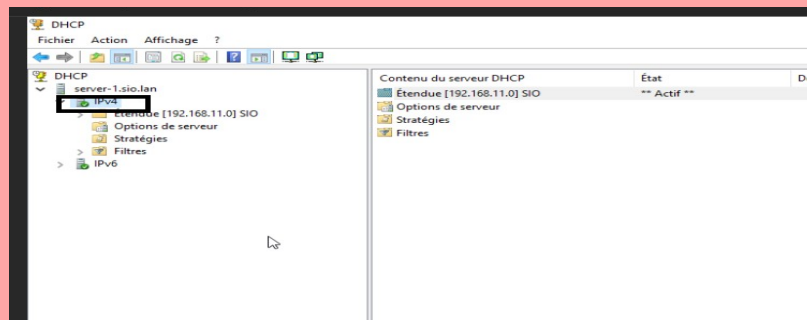 DHCP
Fichier Action Affichage ?
DHCP
server-1.sio.lan
IPv4
Étendue [192.168.11.0] SIO
Options de serveur
Stratégies
Filtres
IPv6
Contenu du serveur DHCP État
Étendue [192.168.11.0] SIO ** Actif **
Options de serveur
Stratégies
Filtres